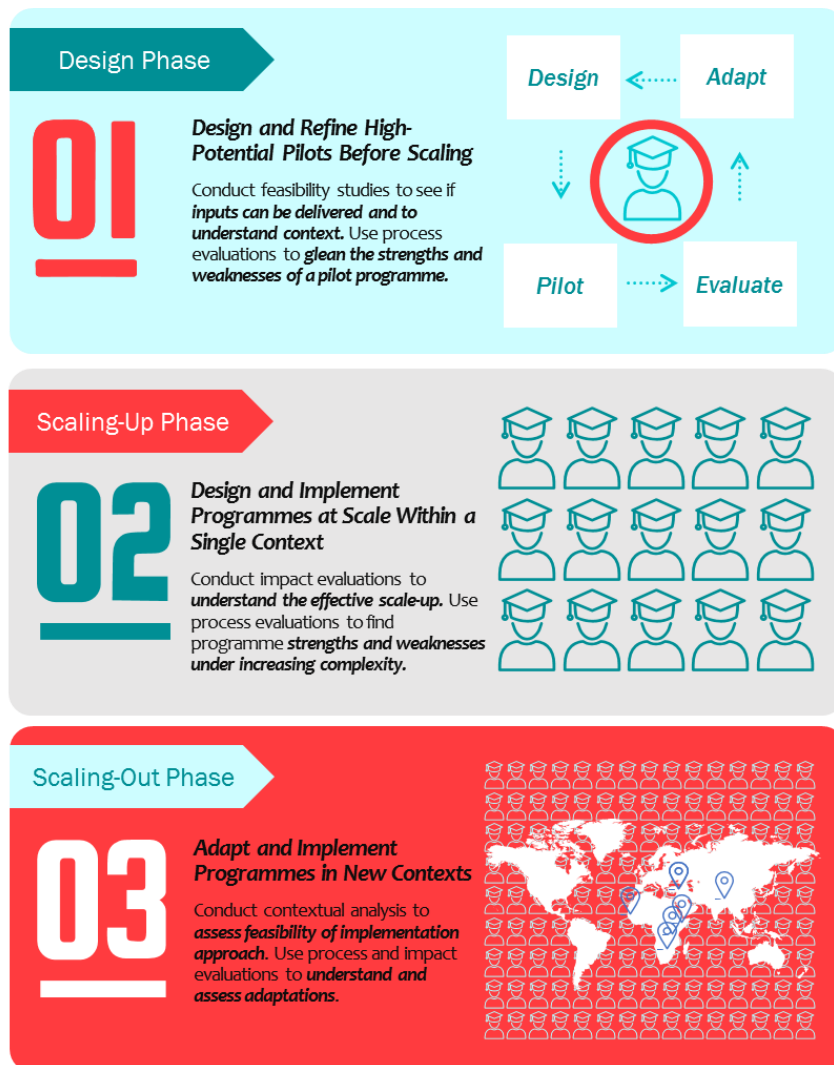 Design Phase
01
Design and Refine High-
Potential Pilots Before Scaling
Conduct feasibility studies to see if
inputs can be delivered and to
understand context. Use process
evaluations to glean the strengths and
weaknesses of a pilot programme.
Design
Adapt
Pilot
Evaluate
Scaling-Up Phase
02
Design and Implement
Programmes at Scale Within a
Single Context
Conduct impact evaluations to
understand the effective scale-up. Use
process evaluations to find
programme strengths and weaknesses
under increasing complexity.
Scaling-Out Phase
03
Adapt and Implement
Programmes in New Contexts
Conduct contextual analysis to
assess feasibility of implementation
approach. Use process and impact
evaluations to understand and
assess adaptations.